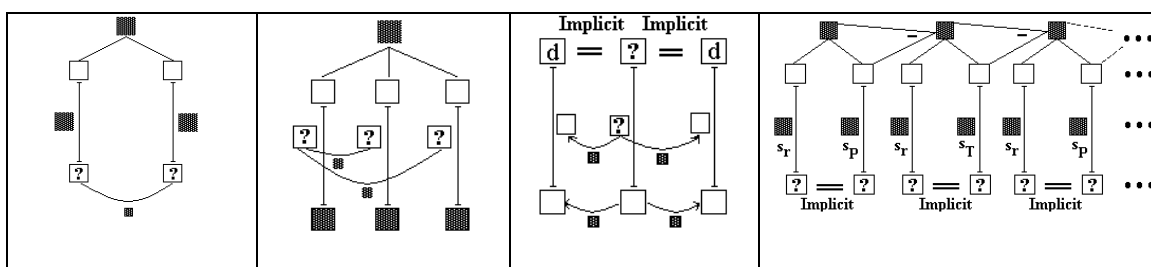 ? ?
? ? ?
Implicit Implicit
d = ? = d
?
– –
s_r s_p s_r s_T s_r s_p
? = ? ? = ? ? = ?
Implicit Implicit Implicit